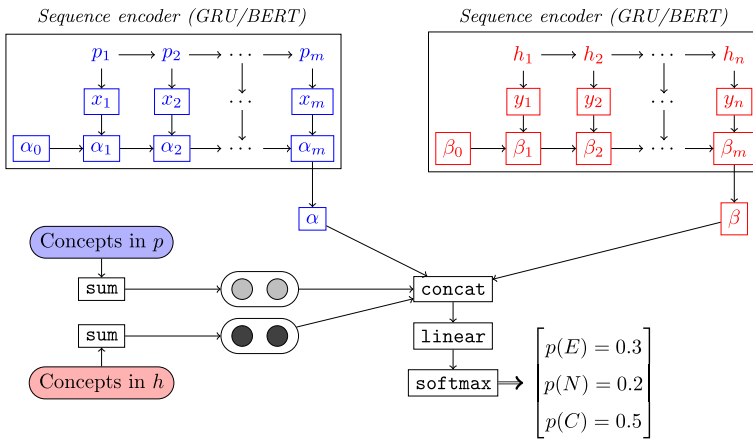 Sequence encoder (GRU/BERT)
p₁ p₂ ⋯ pₘ
x₁ x₂ ⋯ xₘ
α₀ α₁ α₂ ⋯ αₘ
α
Sequence encoder (GRU/BERT)
h₁ h₂ ⋯ hₙ
y₁ y₂ ⋯ yₙ
β₀ β₁ β₂ ⋯ βₘ
β
Concepts in p
sum
sum
Concepts in h
concat
linear
softmax
p(E) = 0.3
p(N) = 0.2
p(C) = 0.5